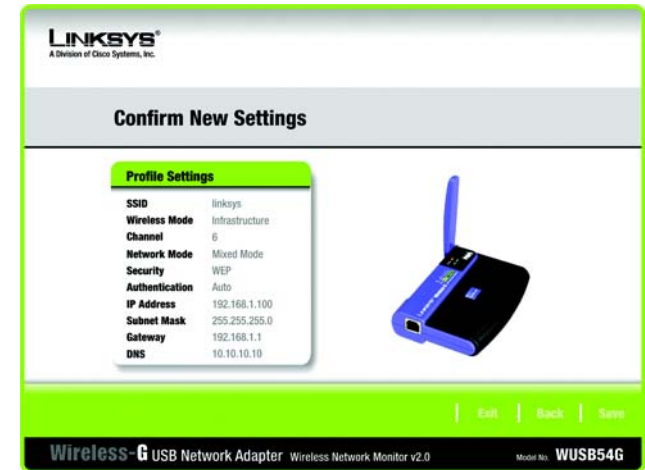 LINKSYS®
A Division of Cisco Systems, Inc.
Confirm New Settings
Profile Settings
SSID linksys
Wireless Mode Infrastructure
Channel 6
Network Mode Mixed Mode
Security WEP
Authentication Auto
IP Address 192.168.1.100
Subnet Mask 255.255.255.0
Gateway 192.168.1.1
DNS 10.10.10.10
Exit Back Save
Wireless-G USB Network Adapter Wireless Network Monitor v2.0 Model No. WUSB54G